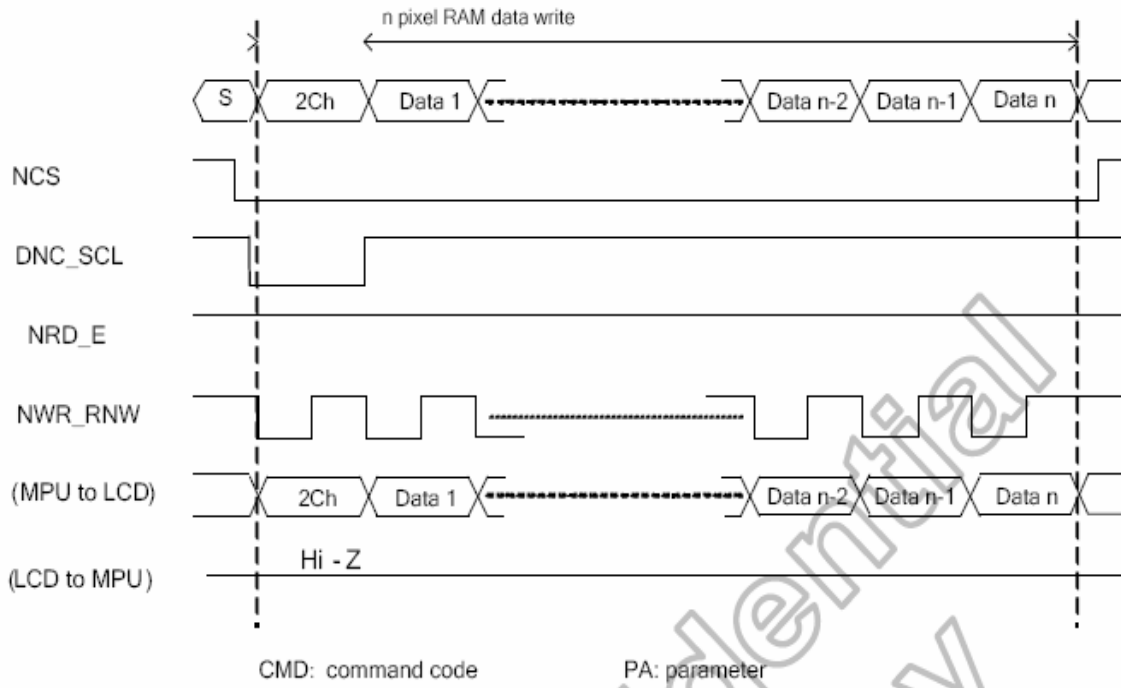 n pixel RAM data write
S 2Ch Data 1 Data n-2 Data n-1 Data n
NCS
DNC_SCL
NRD_E
NWR_RNW
(MPU to LCD) 2Ch Data 1 Data n-2 Data n-1 Data n
Hi - Z
(LCD to MPU)
CMD: command code PA: parameter